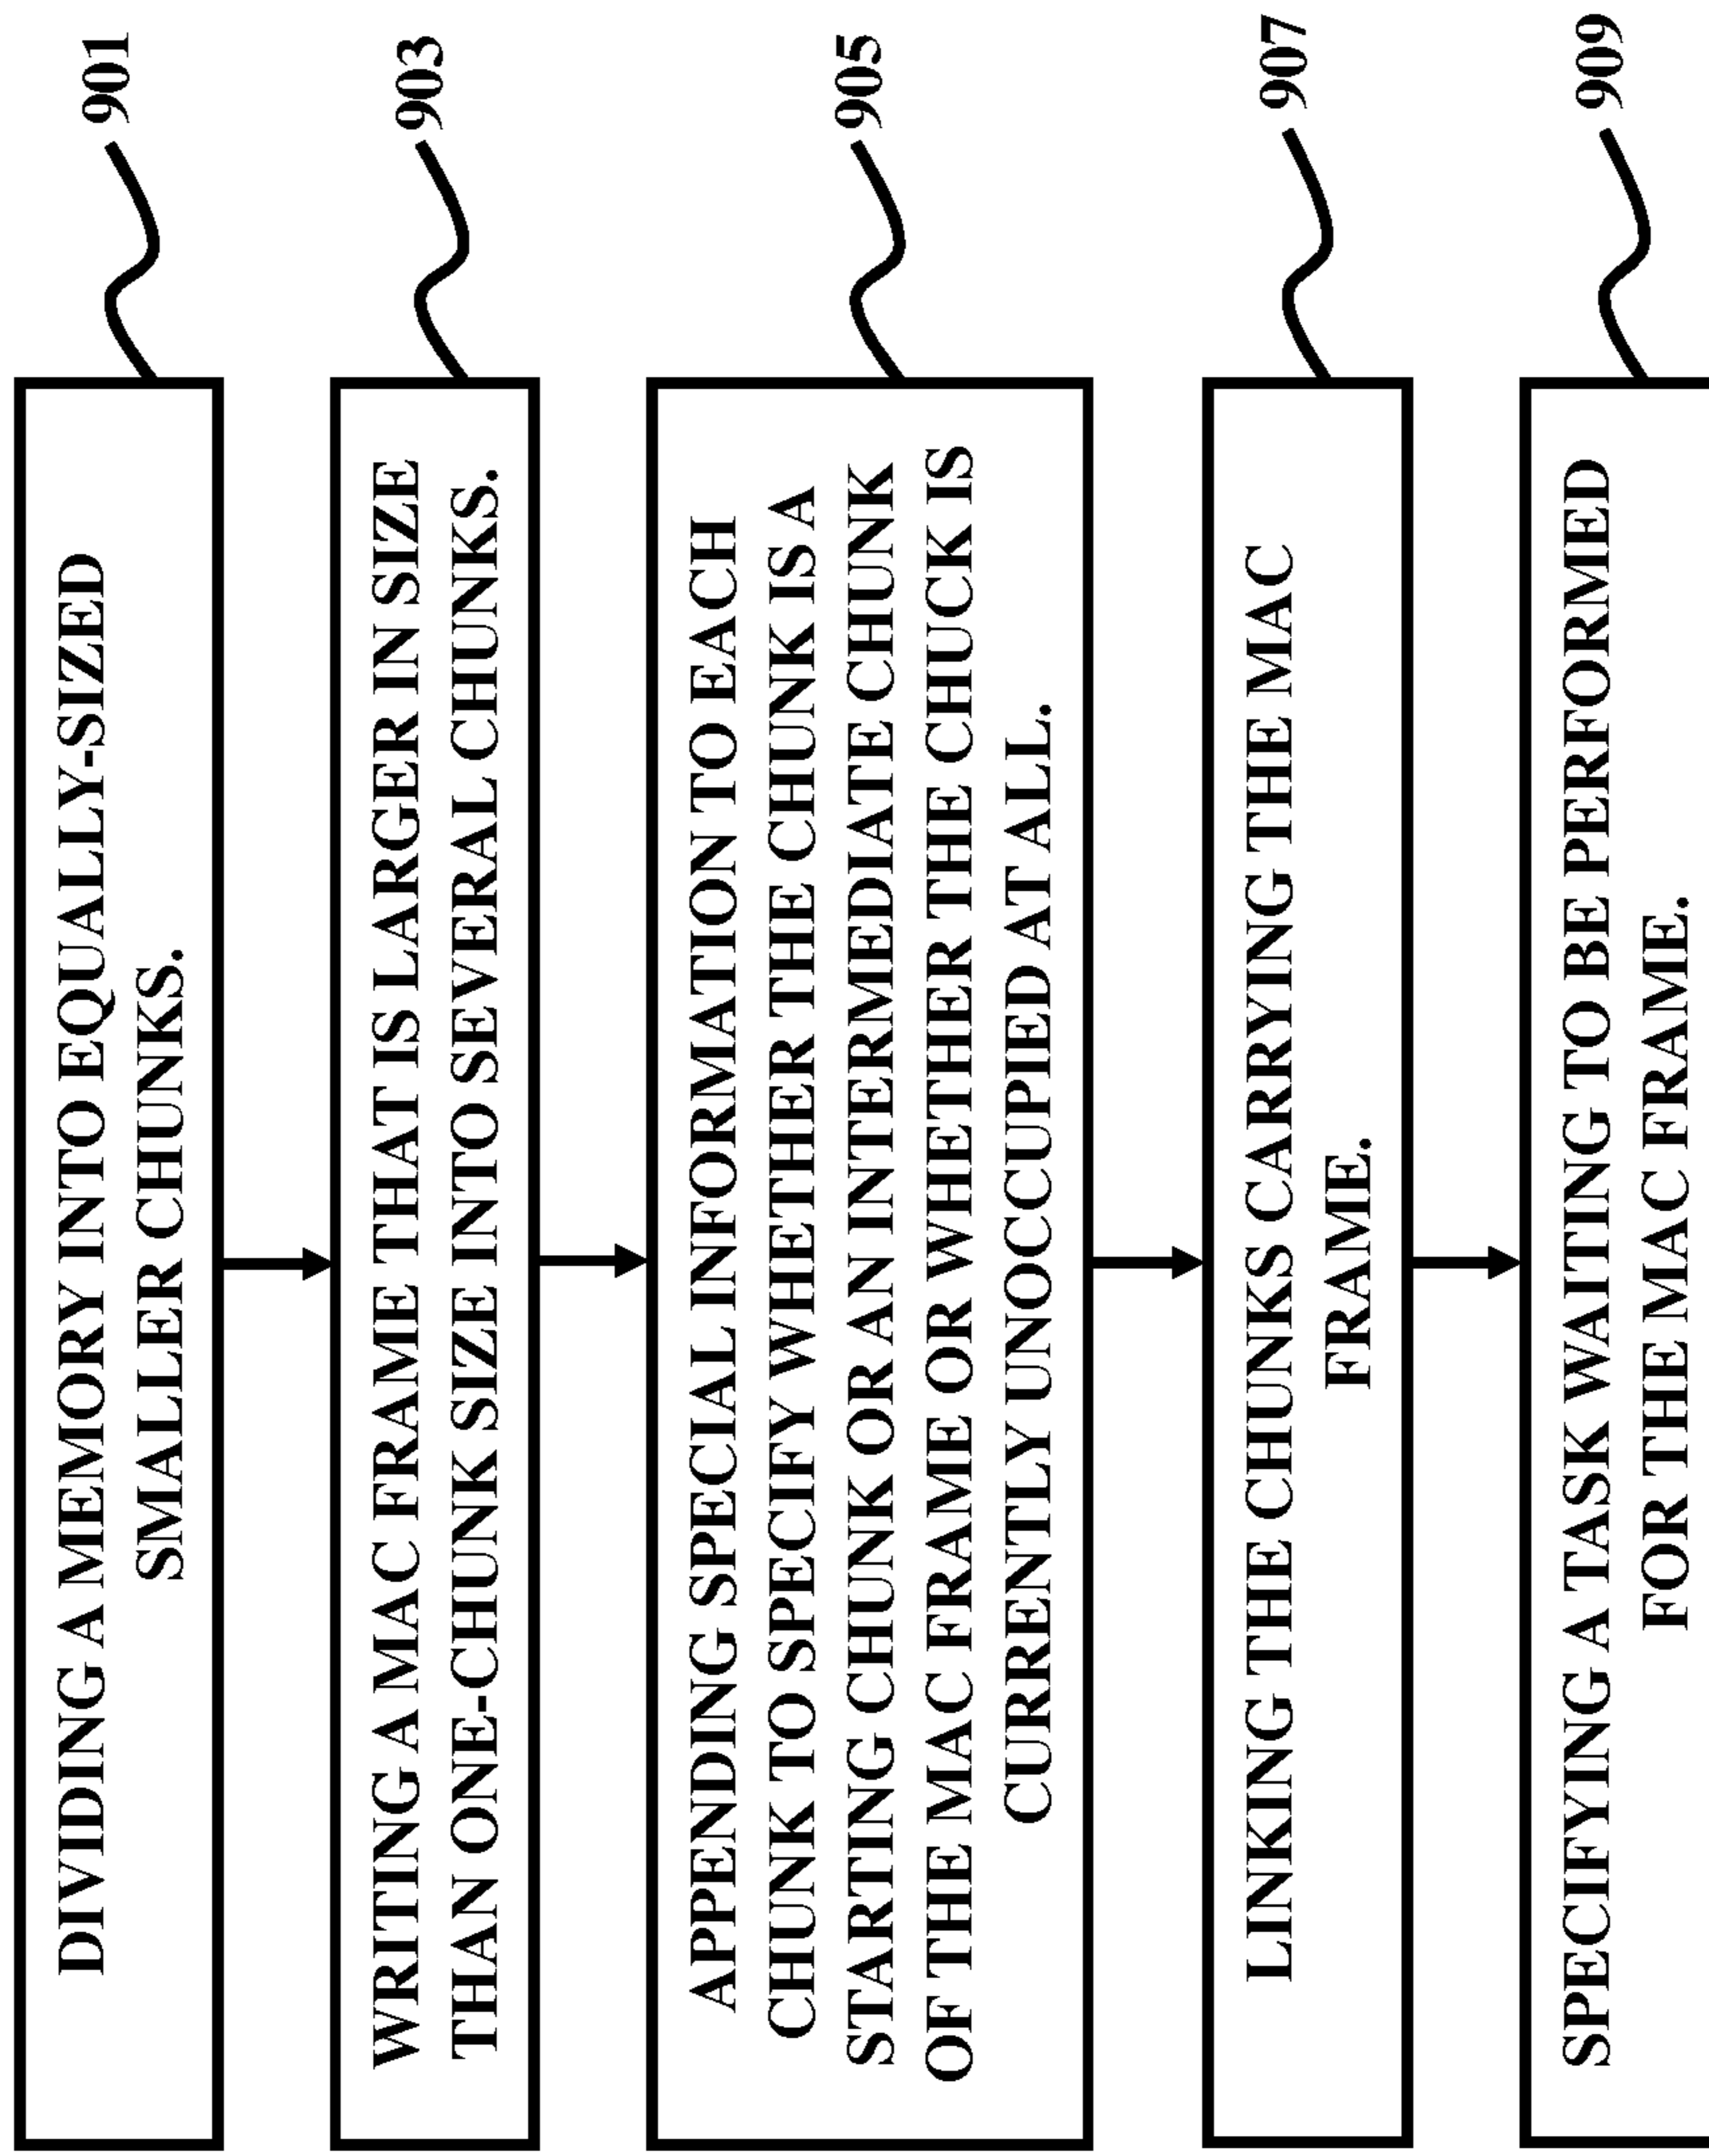 DIVIDING A MEMORY INTO EQUALLY-SIZED
SMALLER CHUNKS.
901
WRITING A MAC FRAME THAT IS LARGER IN SIZE
THAN ONE-CHUNK SIZE INTO SEVERAL CHUNKS.
903
APPENDING SPECIAL INFORMATION TO EACH
CHUNK TO SPECIFY WHETHER THE CHUNK IS A
STARTING CHUNK OR AN INTERMEDIATE CHUNK
OF THE MAC FRAME OR WHETHER THE CHUCK IS
CURRENTLY UNOCCUPIED AT ALL.
905
LINKING THE CHUNKS CARRYING THE MAC
FRAME.
907
SPECIFYING A TASK WAITING TO BE PERFORMED
FOR THE MAC FRAME.
909